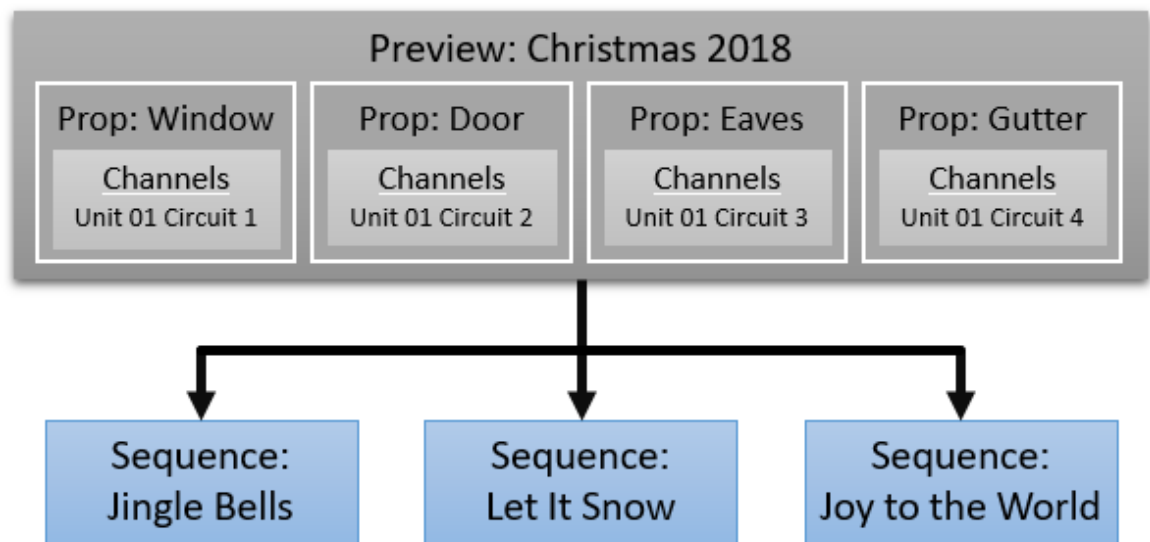 Preview: Christmas 2018
Prop: Window
Channels
Unit 01 Circuit 1
Prop: Door
Channels
Unit 01 Circuit 2
Prop: Eaves
Channels
Unit 01 Circuit 3
Prop: Gutter
Channels
Unit 01 Circuit 4
Sequence:
Jingle Bells
Sequence:
Let It Snow
Sequence:
Joy to the World